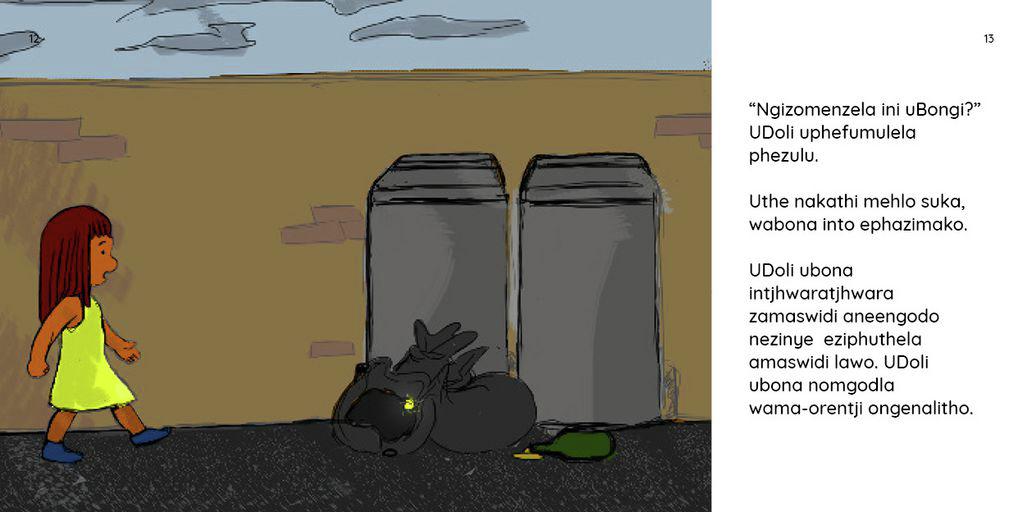 12
13
“Ngizomenzela ini uBongi?”
UDoli uphefumulela
phezulu.
Uthe nakathi mehlo suka,
wabona into ephazimako.
UDoli ubona
intjhwaratjhwara
zamaswidi aneengodo
nezinye eziphuthela
amaswidi lawo. UDoli
ubona nomgodla
wama-orentji ongenalitho.